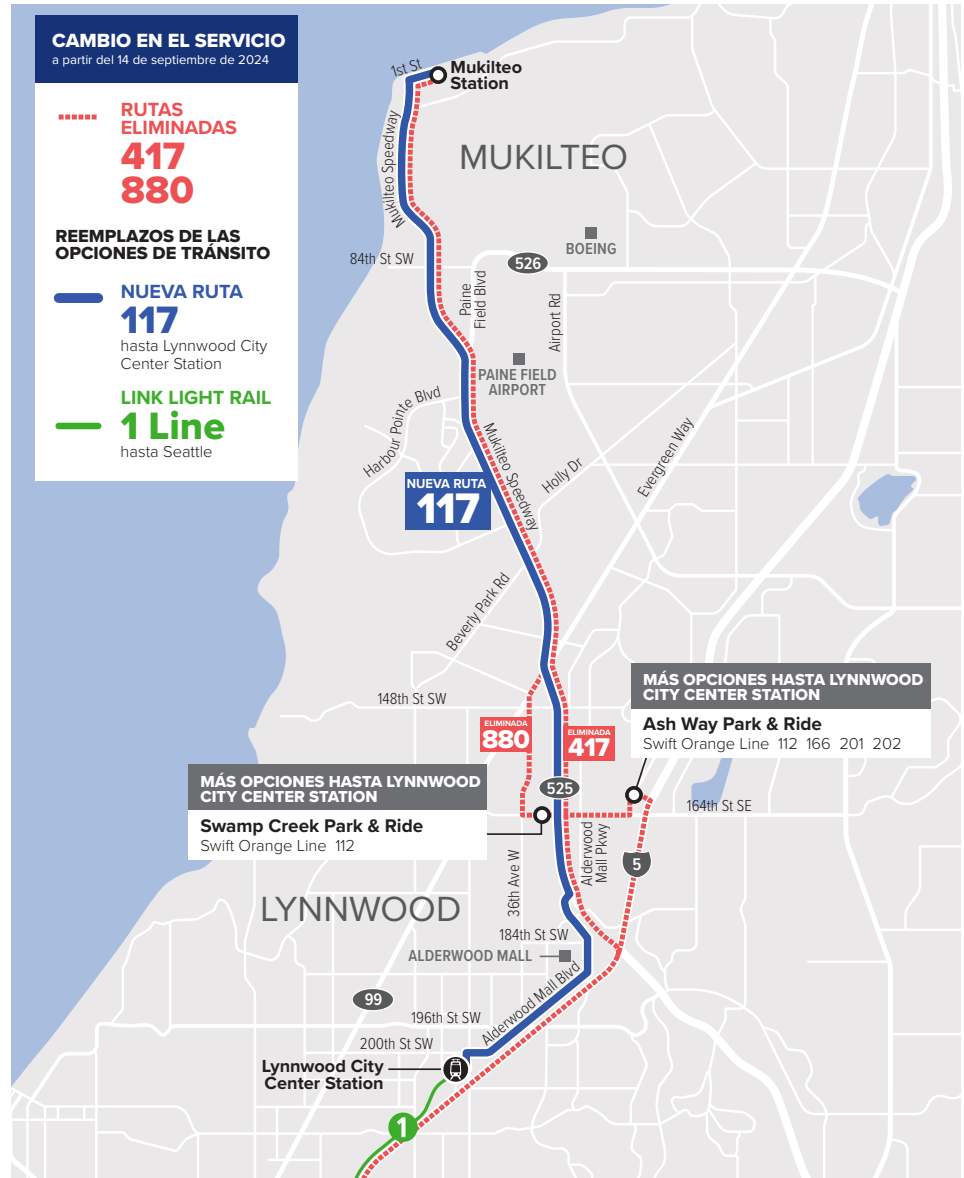 CAMBIO EN EL SERVICIO
a partir del 14 de septiembre de 2024
RUTAS
ELIMINADAS
417
880
REEMPLAZOS DE LAS
OPCIONES DE TRÁNSITO
NUEVA RUTA
117
hasta Lynnwood City
Center Station
LINK LIGHT RAIL
1 Line
hasta Seattle
1st St
Mukilteo
Station
Mukilteo Speedway
MUKILTEO
BOEING
84th St SW
526
Paine
Field Blvd
Airport Rd
PAINE FIELD
AIRPORT
Harbour Pointe Blvd
Mukilteo Speedway
Holly Dr
Evergreen Way
NUEVA RUTA
117
Beverly Park Rd
148th St SW
MÁS OPCIONES HASTA LYNNWOOD
CITY CENTER STATION
Ash Way Park & Ride
Swift Orange Line 112 166 201 202
ELIMINADA
880
ELIMINADA
417
525
MÁS OPCIONES HASTA LYNNWOOD
CITY CENTER STATION
Swamp Creek Park & Ride
Swift Orange Line 112
164th St SE
36th Ave W
Alderwood
Mall Pkwy
5
LYNNWOOD
184th St SW
ALDERWOOD MALL
Alderwood Mall Blvd
99
196th St SW
200th St SW
Lynnwood City
Center Station
1